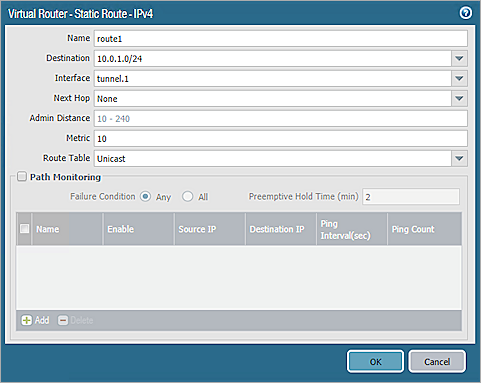 Virtual Router - Static Route - IPv4
Name route1
Destination 10.0.1.0/24
Interface tunnel.1
Next Hop None
Admin Distance 10 - 240
Metric 10
Route Table Unicast
Path Monitoring
Failure Condition Any All Preemptive Hold Time (min) 2
Name Enable Source IP Destination IP Ping Interval(sec) Ping Count
Add Delete
OK Cancel